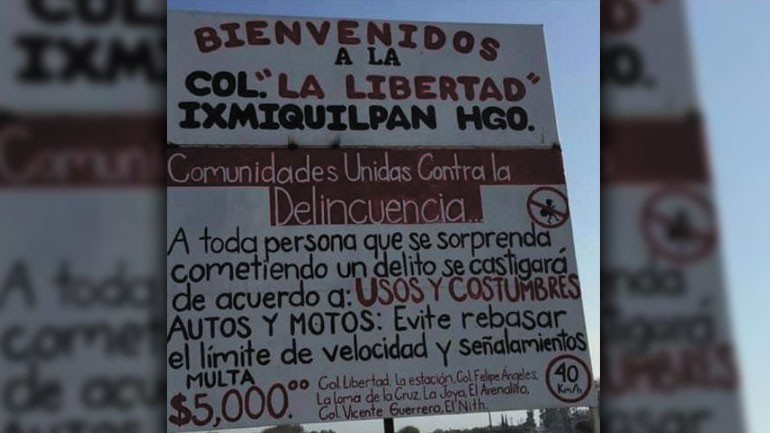 BIENVENIDOS
A LA
COL. "LA LIBERTAD"
IXMIQUILPAN HGO.
Comunidades Unidas Contra la
Delincuencia...
A toda persona que se sorprenda
cometiendo un delito se castigará
de acuerdo a: USOS Y COSTUMBRES
AUTOS Y MOTOS: Evite rebasar
el límite de velocidad y señalamientos
MULTA
$5,000.00
Col. Libertad, La estación, Col. Felipe Angeles,
La loma de la Cruz, La Joya, El Arenalito,
Col. Vicente Guerrero, El Nith.
40
Km/h